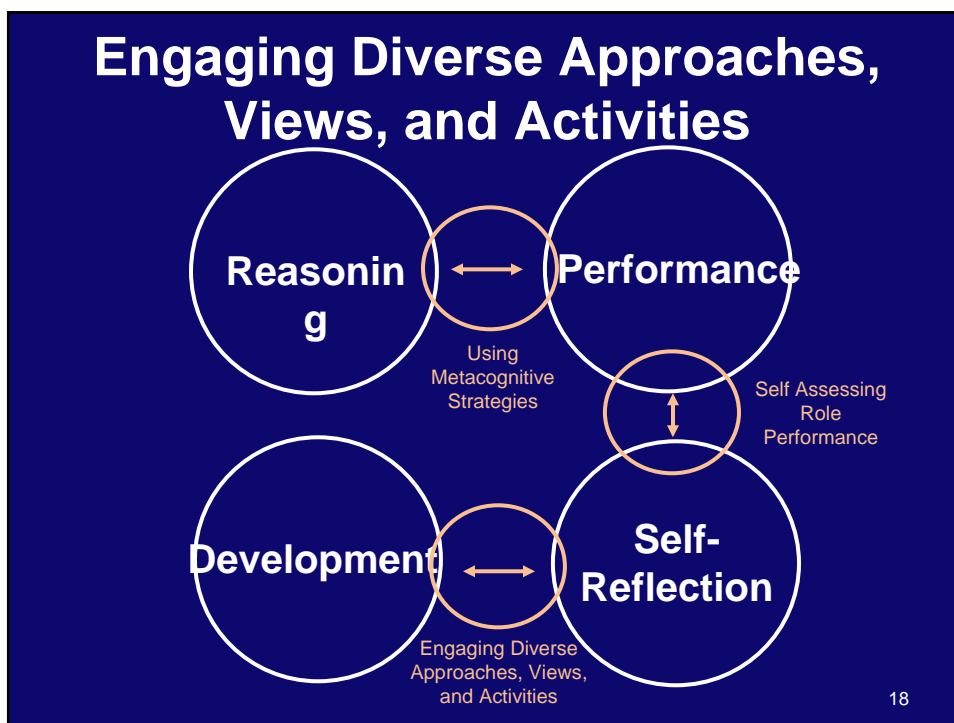 Engaging Diverse Approaches,
Views, and Activities
Reasonin
g
Performance
Using
Metacognitive
Strategies
Self Assessing
Role
Performance
Development
Self-
Reflection
Engaging Diverse
Approaches, Views,
and Activities
18